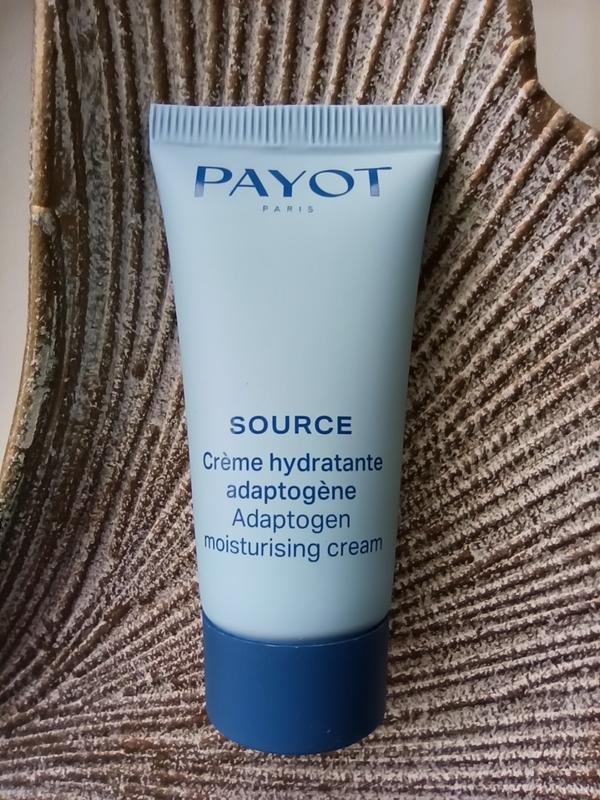 PAYOT
PARIS
SOURCE
Crème hydratante
adaptogène
Adaptogen
moisturising cream